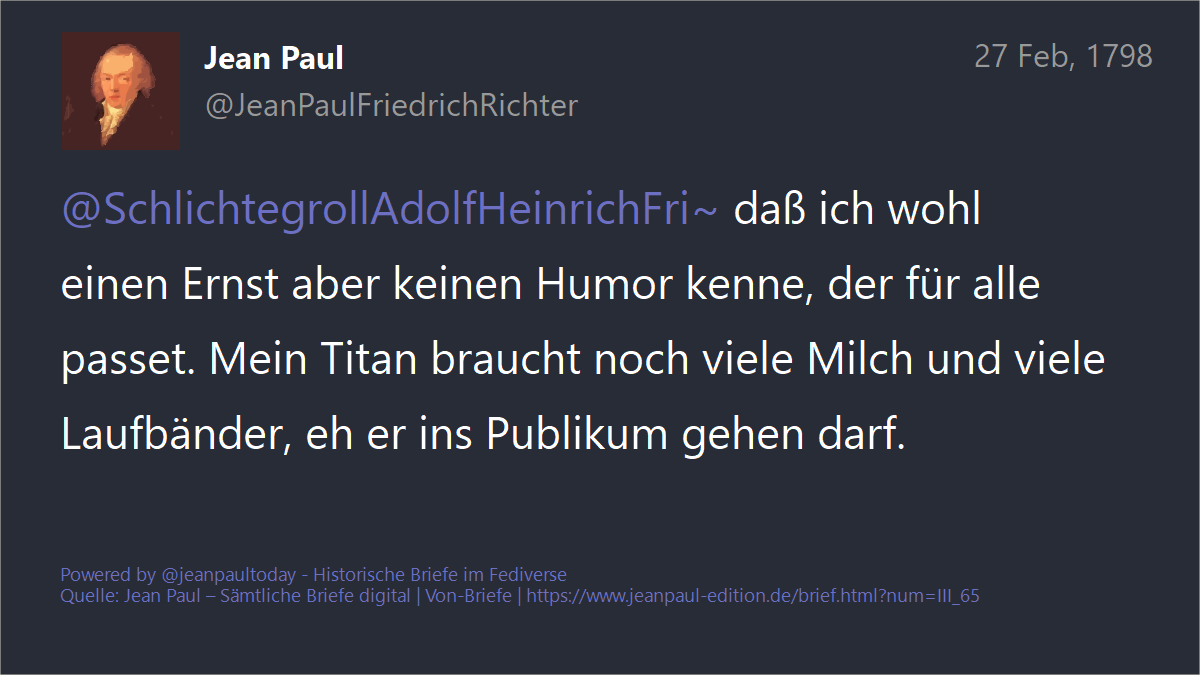 Jean Paul
27 Feb, 1798
@JeanPaulFriedrichRichter
@SchlichtegrollAdolfHeinrichFri~ daß ich wohl
einen Ernst aber keinen Humor kenne, der für alle
passet. Mein Titan braucht noch viele Milch und viele
Laufbänder, eh er ins Publikum gehen darf.
Powered by @jeanpaultoday - Historische Briefe im Fediverse
Quelle: Jean Paul – Sämtliche Briefe digital | Von-Briefe | https://www.jeanpaul-edition.de/brief.html?num=III_65